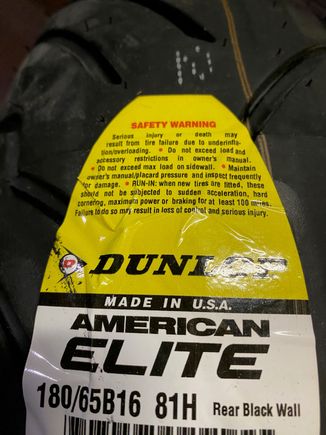 SAFETY WARNING
Serious injury or death may
result from tire failure due to underinfla-
tion/overloading. • Do not exceed load and
accessory restrictions in owner's manual.
• Do not exceed max load on sidewall. • Maintain
owner's manual/placard pressure and inspect frequently
for damage. • RUN-IN: when new tires are fitted, these
should not be subjected to sudden acceleration, hard
cornering, maximum power or braking for at least 100 miles.
Failure to do so may result in loss of control and serious injury.
DUNLOP
MADE IN U.S.A.
AMERICAN
ELITE
180/65B16 81H Rear Black Wall